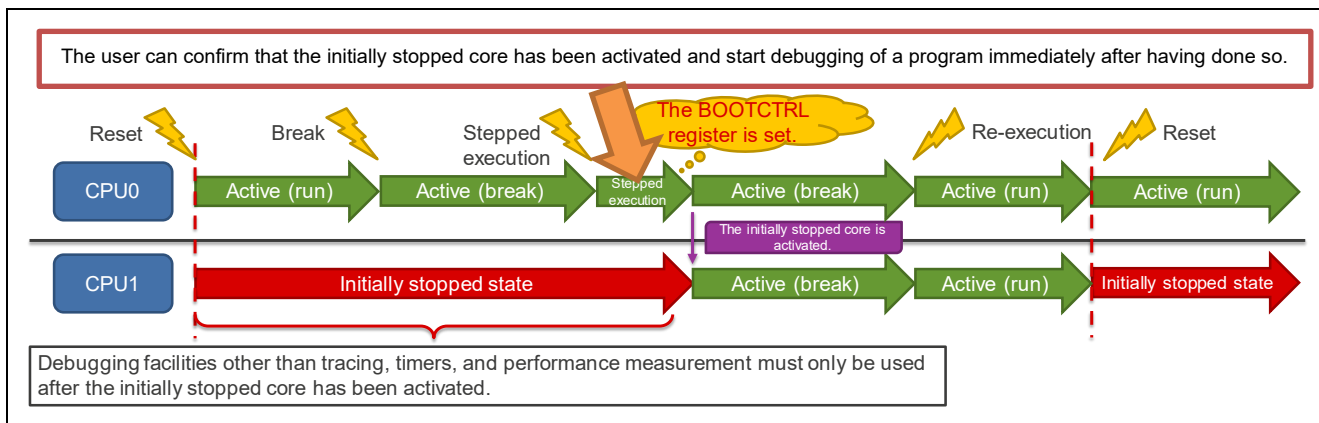 The user can confirm that the initially stopped core has been activated and start debugging of a program immediately after having done so.
Reset
Break
Stepped
execution
The BOOTCTRL
register is set.
Re-execution
Reset
CPU0
Active (run)
Active (break)
Stepped
execution
Active (break)
Active (run)
Active (run)
The initially stopped core is
activated.
CPU1
Initially stopped state
Active (break)
Active (run)
Initially stopped state
Debugging facilities other than tracing, timers, and performance measurement must only be used
after the initially stopped core has been activated.